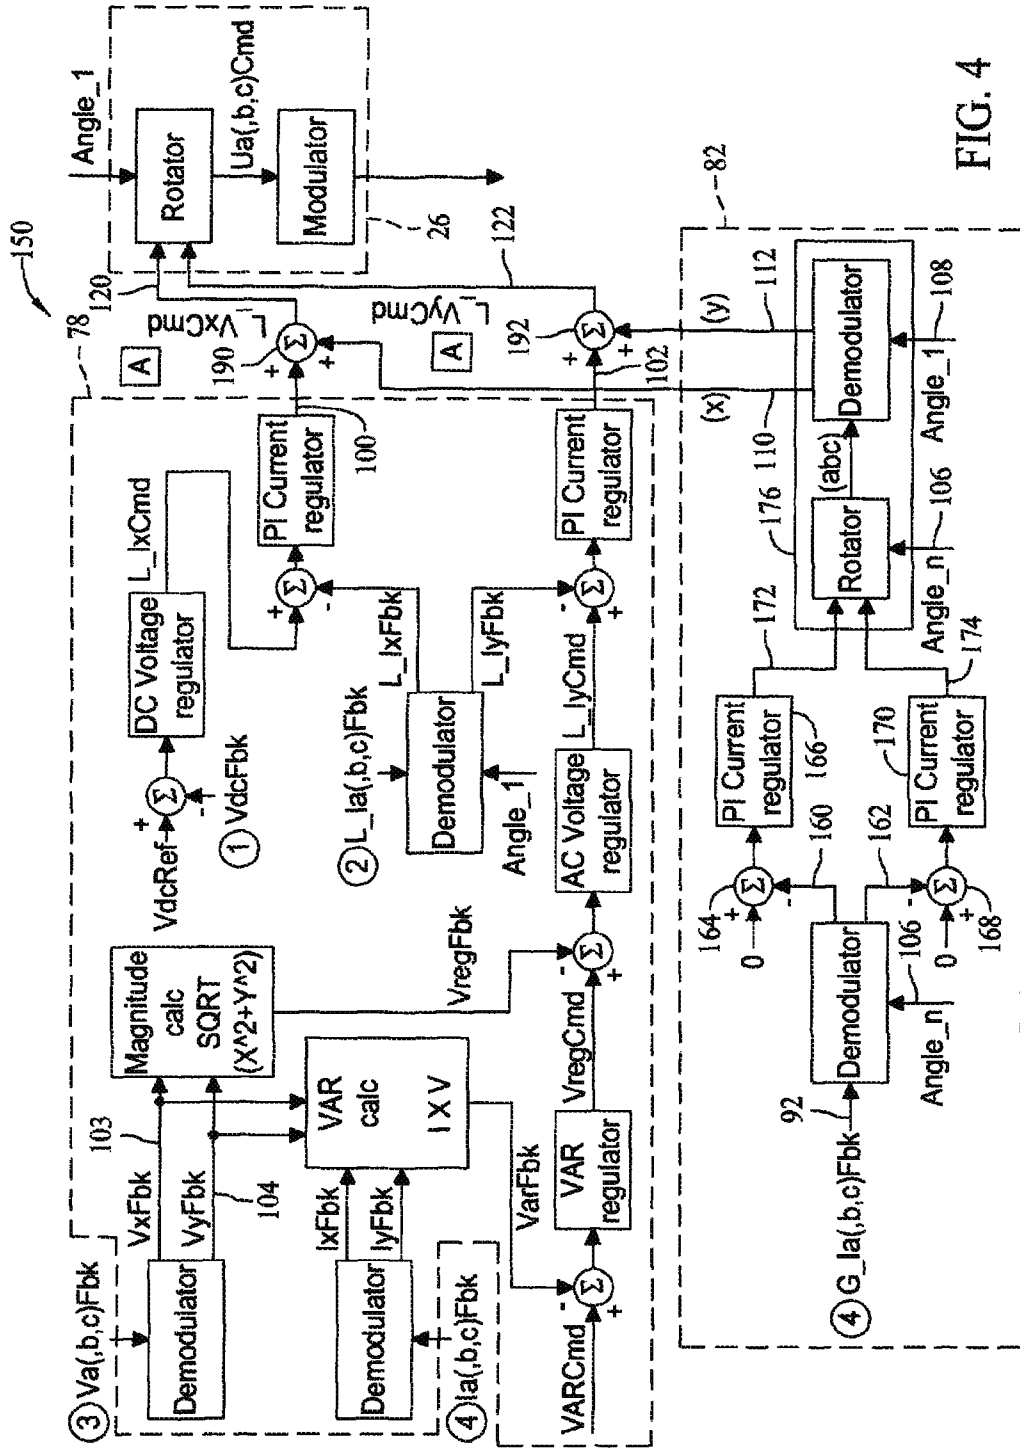 150
78
3
Va(,b,c)Fbk
Demodulator
VxFbk
VyFbk
103
104
Magnitude
calc
SQRT
(X^2+Y^2)
VdcRef
+
Σ
-
VdcFbk
1
DC Voltage
regulator
L_IxCmd
+
Σ
-
PI Current
regulator
100
A
L_VxCmd
120
190
+
Σ
+
Angle_1
Rotator
Ua(,b,c)Cmd
Modulator
26
122
4
Ia(,b,c)Fbk
Demodulator
IxFbk
IyFbk
VAR
calc
I X V
VarFbk
VregFbk
2
L_Ia(,b,c)Fbk
Demodulator
Angle_1
L_IxFbk
L_IyFbk
VARCmd
-
Σ
+
VAR
regulator
VregCmd
-
Σ
+
AC Voltage
regulator
L_IyCmd
-
Σ
+
PI Current
regulator
102
A
L_VyCmd
192
+
Σ
+
(x)
(y)
110
112
82
4
G_Ia(,b,c)Fbk
92
Demodulator
Angle_n
106
160
162
164
0
+
Σ
-
PI Current
regulator
166
172
0
-
Σ
+
168
PI Current
regulator
170
174
176
Rotator
(abc)
Demodulator
Angle_n
106
Angle_1
108
FIG. 4